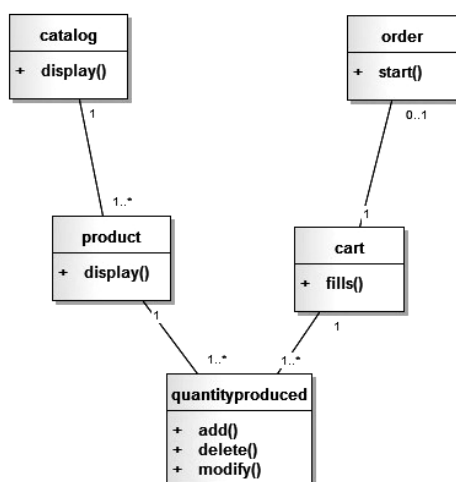 catalog
+ display()
order
+ start()
1
0..1
1..*
1
product
+ display()
cart
+ fills()
1
1
1..*
1..*
quantityproduced
+ add()
+ delete()
+ modify()